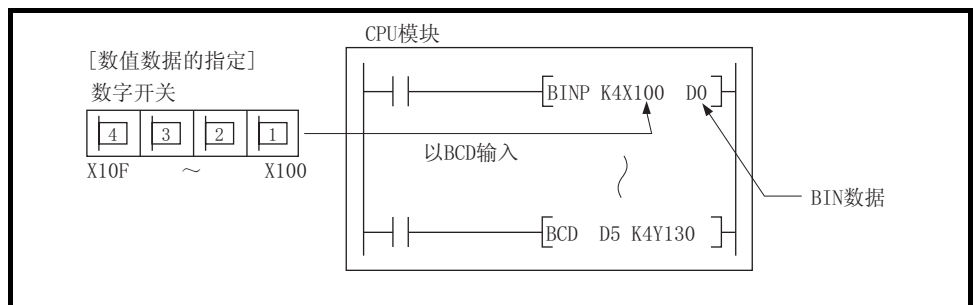 CPU模块
[数值数据的指定]
数字开关
BINP K4X100 D0
4 3 2 1
以BCD输入
X10F ～ X100
BIN数据
BCD D5 K4Y130